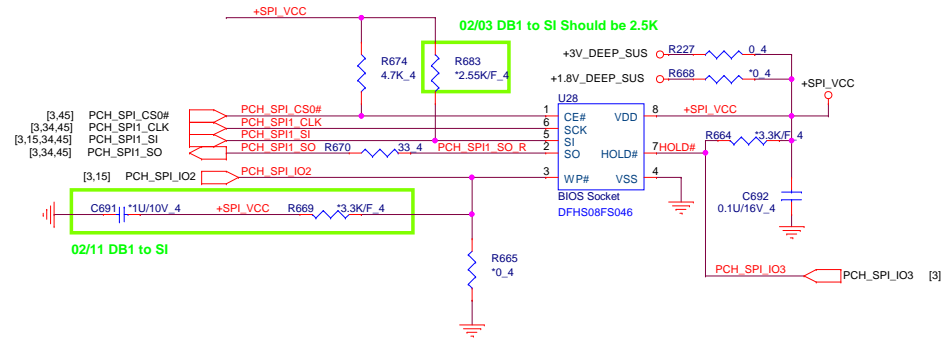 +SPI_VCC
02/03 DB1 to SI Should be 2.5K
R674
4.7K_4
R683
*2.55K/F_4
+3V_DEEP_SUS R227 0_4
+1.8V_DEEP_SUS R668 *0_4
+SPI_VCC
U28
[3,45] PCH_SPI_CS0# PCH_SPI_CS0# 1 CE# VDD 8 +SPI_VCC
[3,34,45] PCH_SPI1_CLK PCH_SPI1_CLK 6 SCK
[3,15,34,45] PCH_SPI1_SI PCH_SPI1_SI 5 SI
R664 *3.3K/F_4
[3,34,45] PCH_SPI1_SO PCH_SPI1_SO R670 33_4 PCH_SPI1_SO_R 2 SO HOLD# 7 HOLD#
[3,15] PCH_SPI_IO2 PCH_SPI_IO2 3 WP# VSS 4
BIOS Socket
DFHS08FS046
C692
0.1U/16V_4
C691 *1U/10V_4 +SPI_VCC R669 *3.3K/F_4
02/11 DB1 to SI
R665
*0_4
PCH_SPI_IO3 PCH_SPI_IO3 [3]